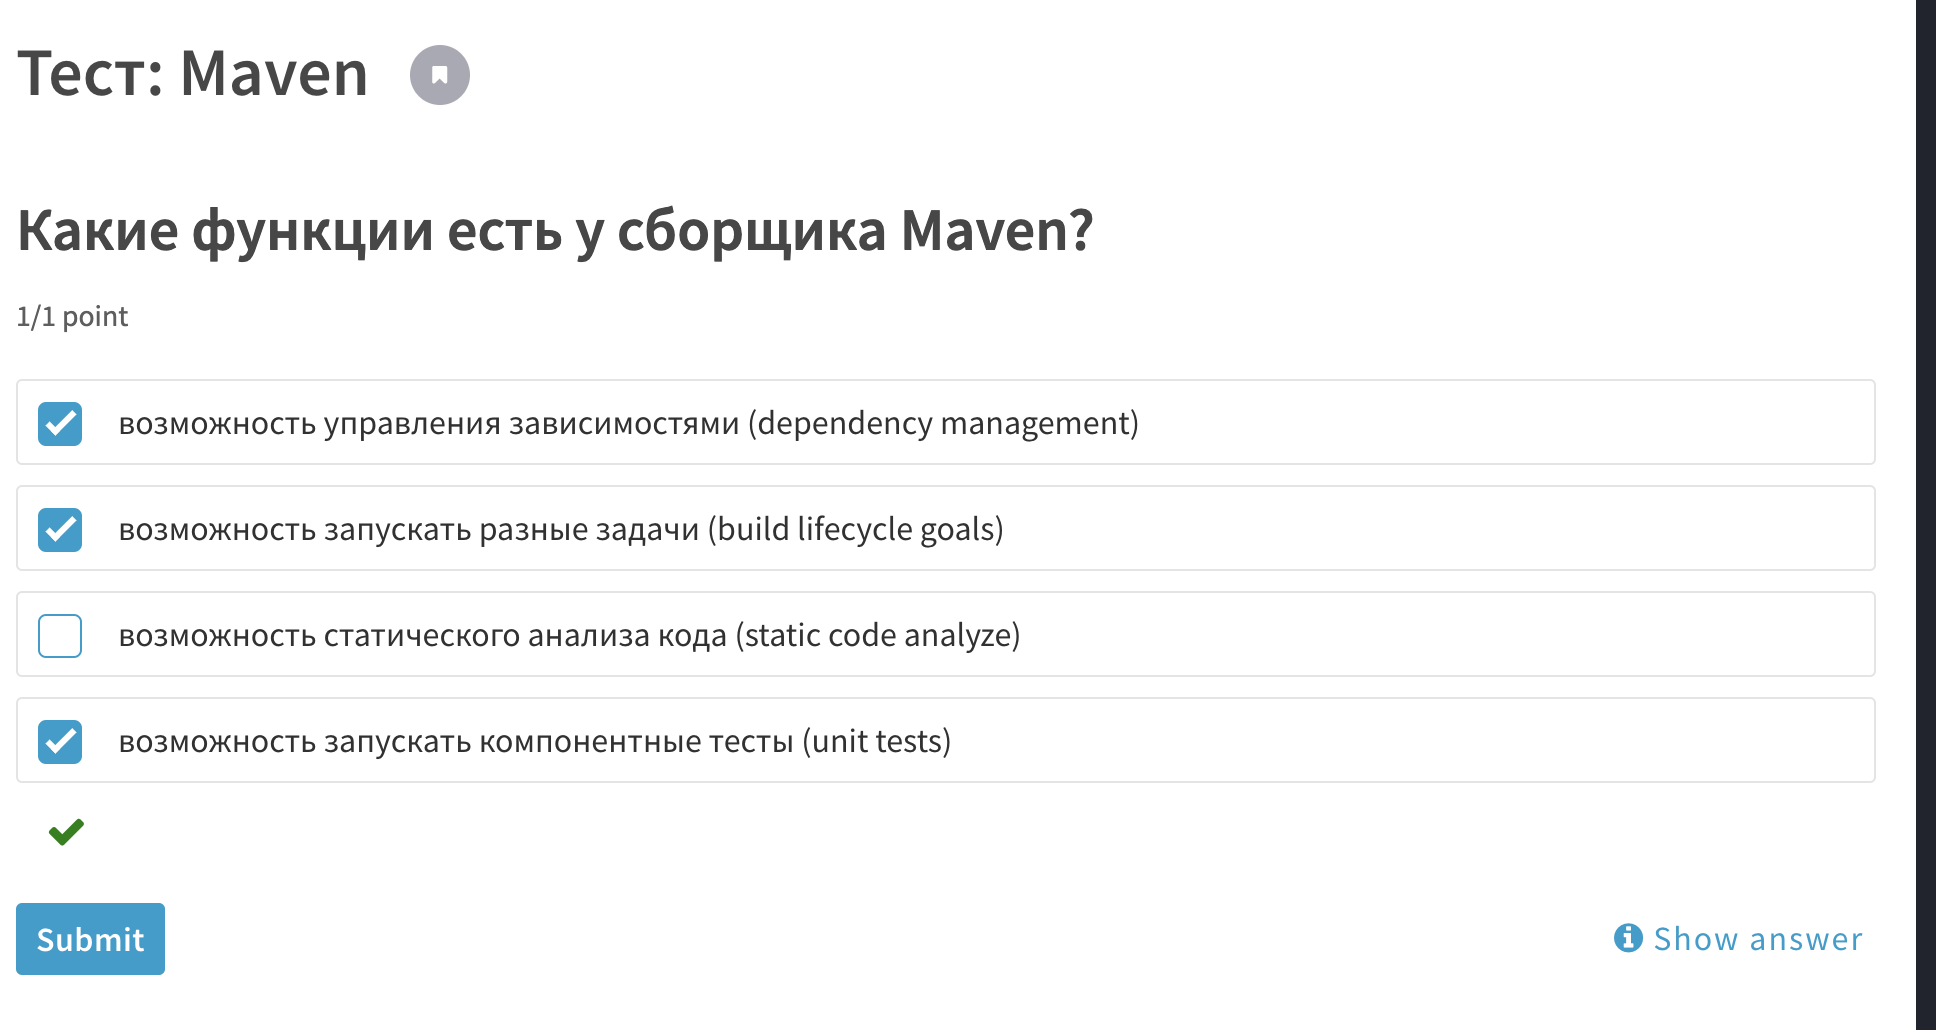 Тест: Maven
Какие функции есть у сборщика Maven?
1/1 point
возможность управления зависимостями (dependency management)
возможность запускать разные задачи (build lifecycle goals)
возможность статического анализа кода (static code analyze)
возможность запускать компонентные тесты (unit tests)
Submit
Show answer